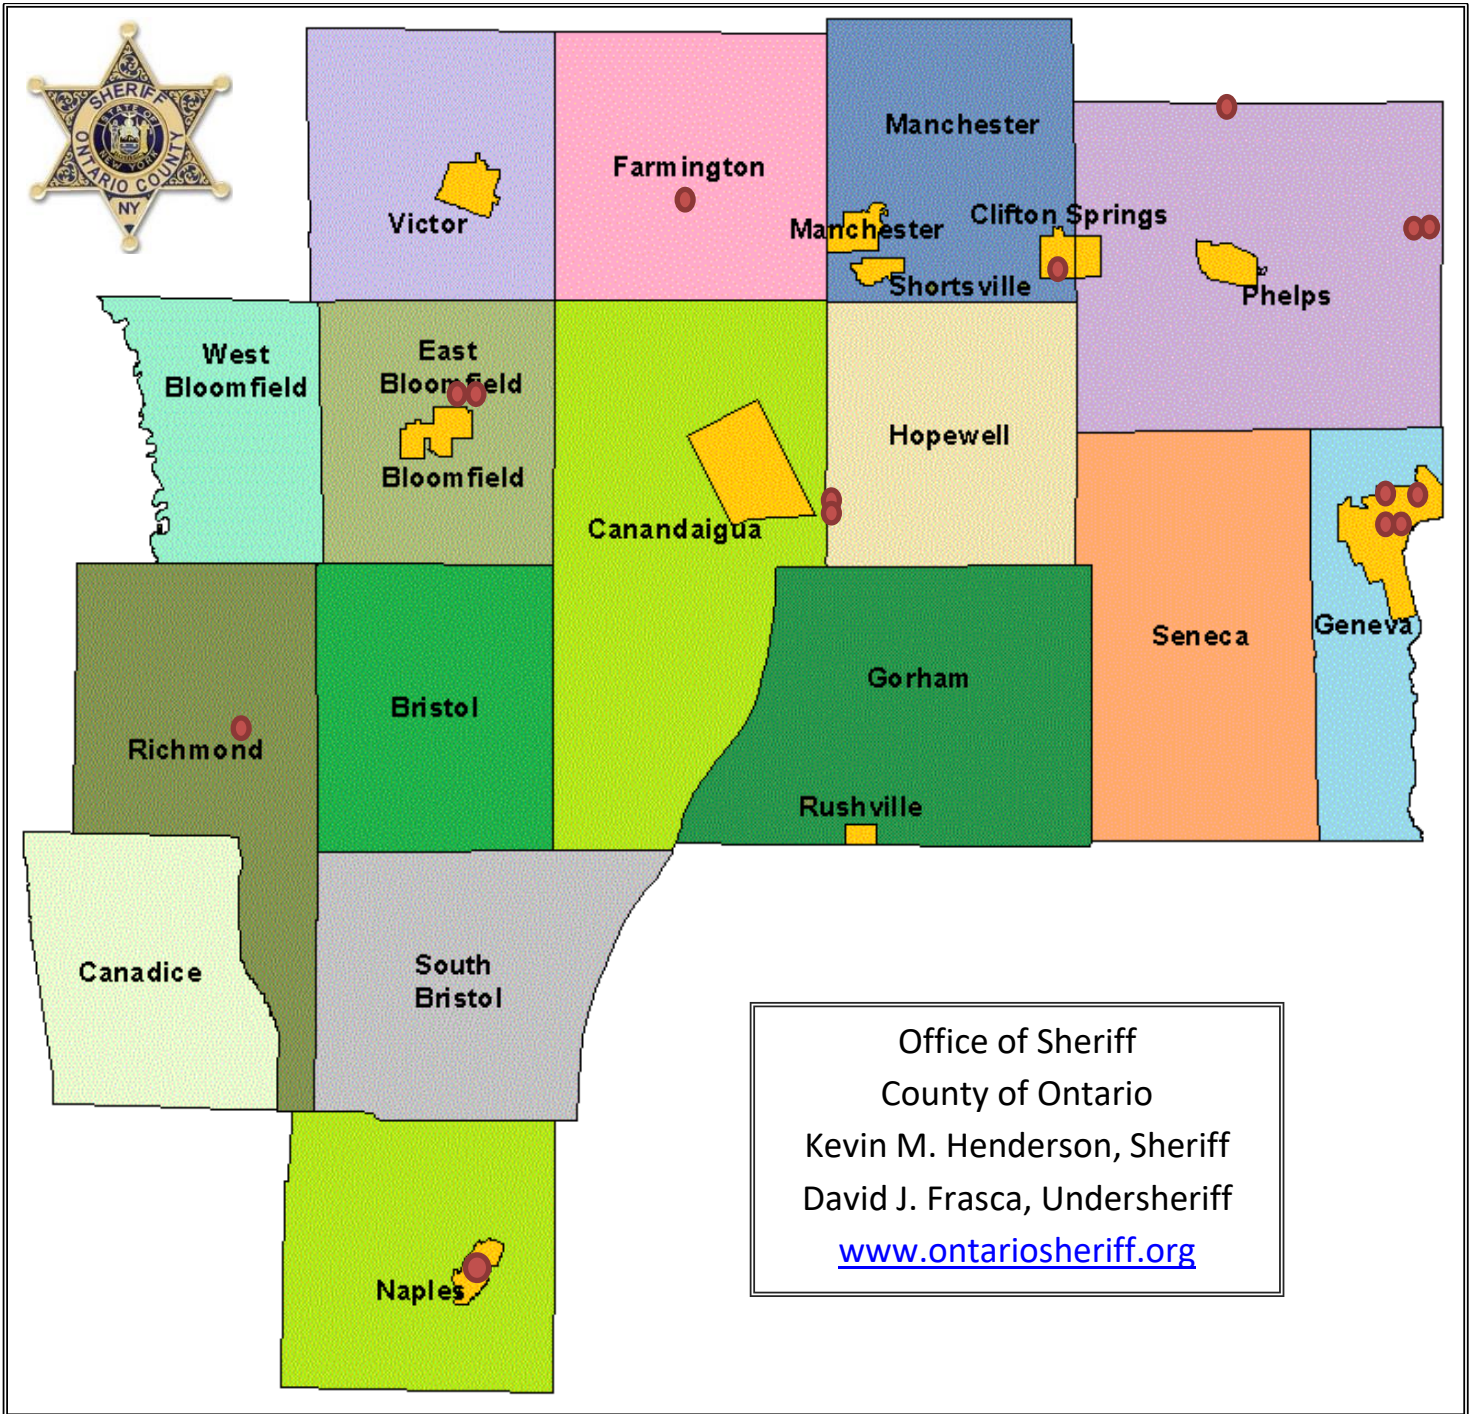 SHERIFF
STATE OF
NEW YORK
ONTARIO COUNTY
NY
Manchester
Farmington
Victor
Manchester
Clifton Springs
Shortsville
Phelps
West
Bloomfield
East
Bloomfield
Bloomfield
Hopewell
Canandaigua
Geneva
Seneca
Gorham
Bristol
Richmond
Rushville
Canadice
South
Bristol
Naples
Office of Sheriff
County of Ontario
Kevin M. Henderson, Sheriff
David J. Frasca, Undersheriff
www.ontariosheriff.org